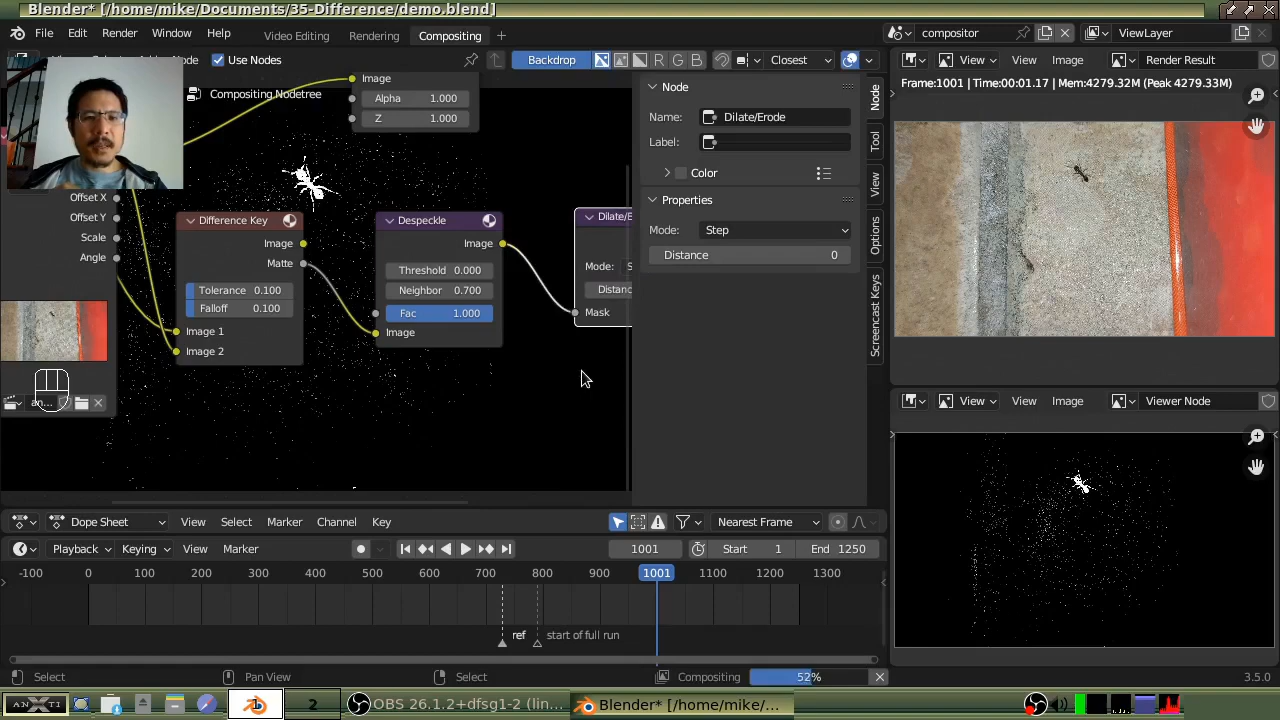 Blender* [/home/mike/Documents/35-Difference/demo.blend]
File Edit Render Window Help
Video Editing Rendering Compositing +
compositor ViewLayer
Use Nodes Backdrop R G B Closest
View View Image Render Result
Compositing Nodetree
Frame:1001 | Time:00:01.17 | Mem:4279.32M (Peak 4279.33M)
Image
Alpha 1.000
Z 1.000
Offset X
Offset Y
Scale
Angle
an...
Difference Key
Image
Matte
Tolerance 0.100
Falloff 0.100
Image 1
Image 2
Despeckle
Image
Threshold 0.000
Neighbor 0.700
Fac 1.000
Image
Dilate/E
Mode: S
Distanc
Mask
Node
Name: Dilate/Erode
Label:
Color
Properties
Mode: Step
Distance 0
Node
Tool
View
Options
Screencast Keys
View View Image Viewer Node
Dope Sheet View Select Marker Channel Key Nearest Frame
Playback Keying View Marker 1001 Start 1 End 1250
-100 0 100 200 300 400 500 600 700 800 900 1001 1100 1200 1300
ref start of full run
Select Pan View Select Compositing 52% 3.5.0
ANTI 1 2 OBS 26.1.2+dfsg1-2 (lin... Blender* [/home/mike/...